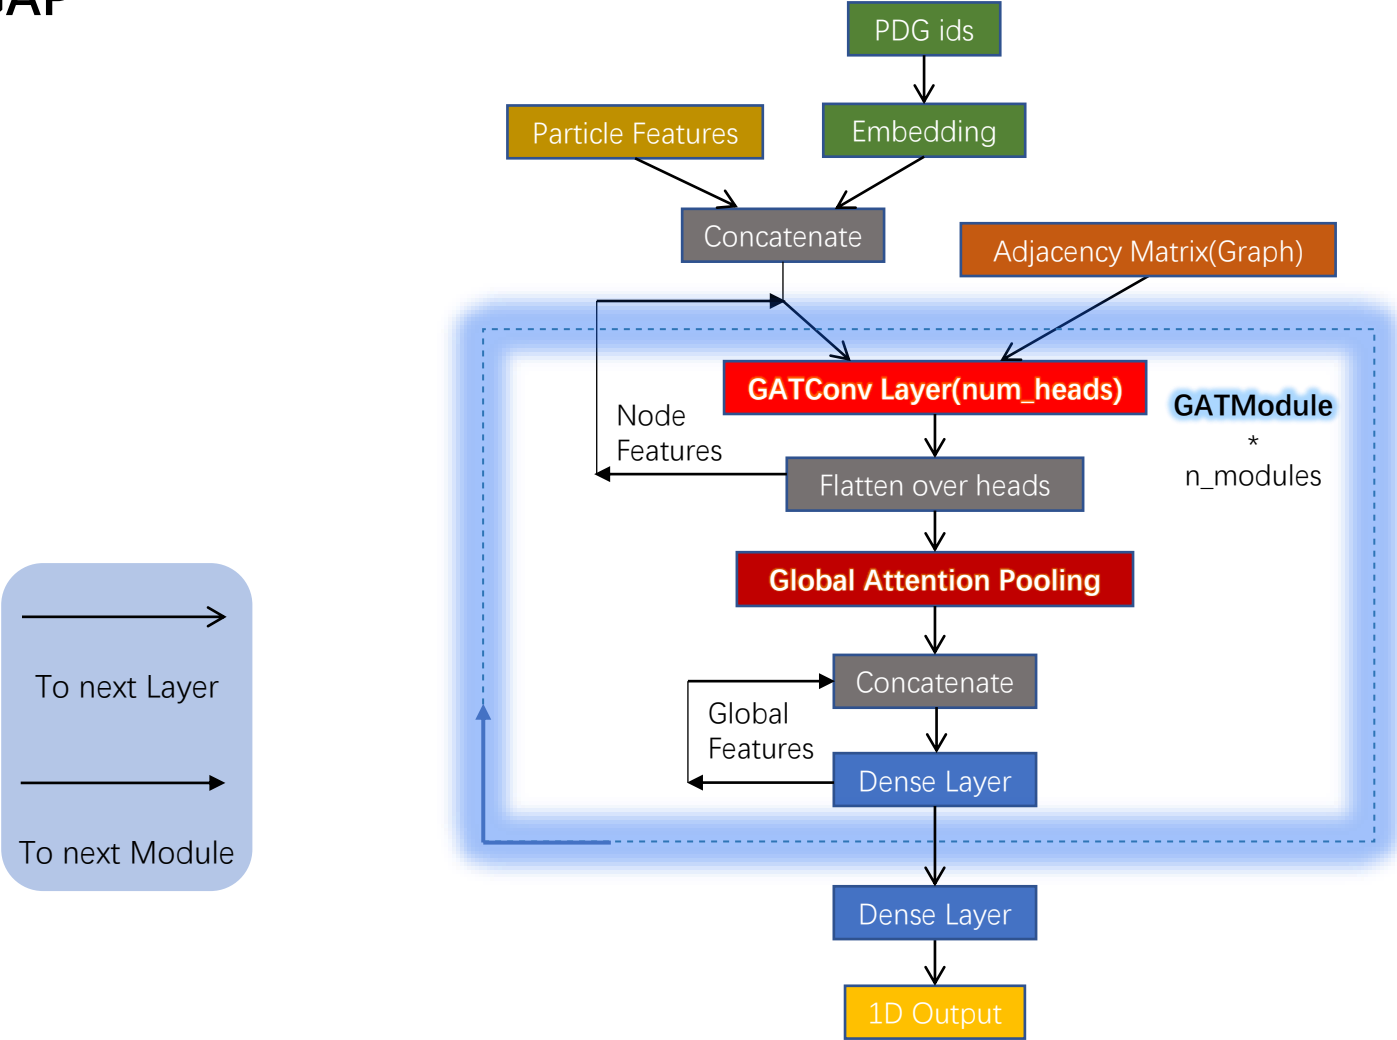 PDG ids
Particle Features
Embedding
Concatenate
Adjacency Matrix(Graph)
GATConv Layer(num_heads)
GATModule
*
n_modules
Node
Features
Flatten over heads
Global Attention Pooling
Concatenate
Global
Features
Dense Layer
To next Layer
To next Module
Dense Layer
1D Output